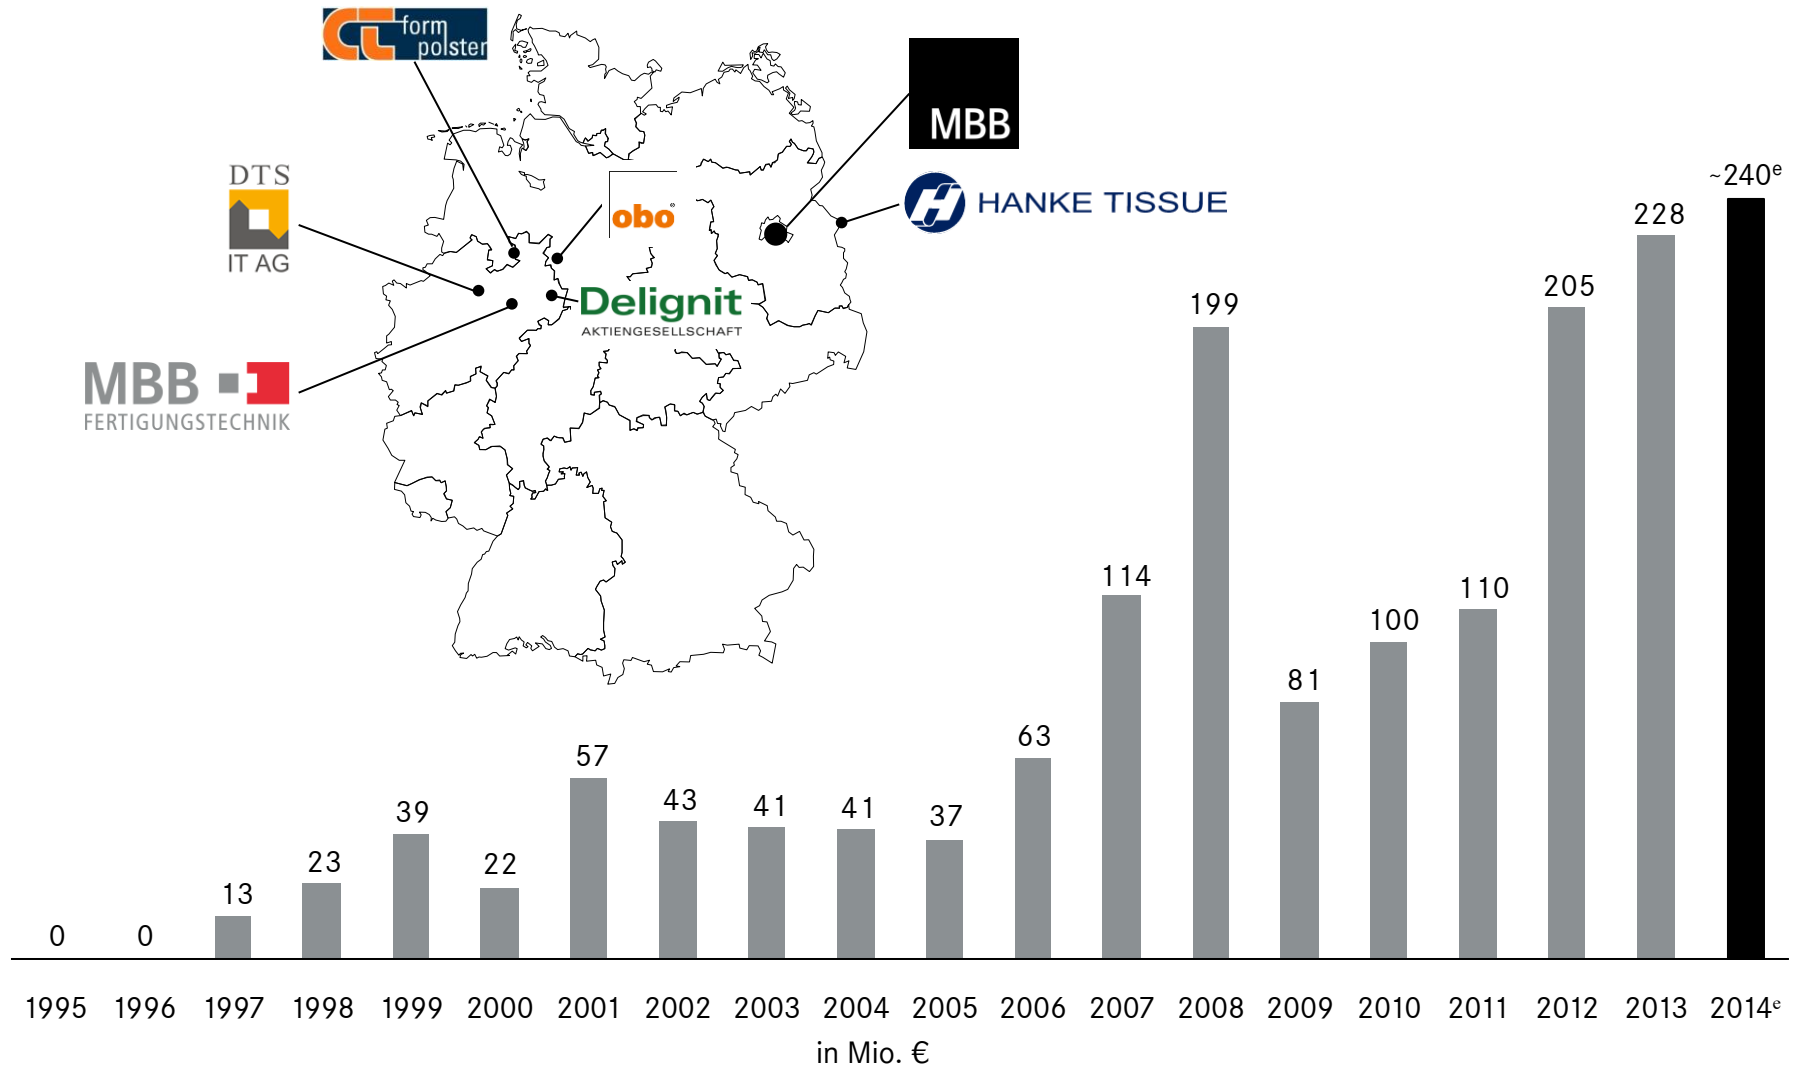 form
polster
MBB
DTS
IT AG
obo®
HANKE TISSUE
Delignit
AKTIENGESELLSCHAFT
MBB
FERTIGUNGSTECHNIK
0 0 13 23 39 22 57 43 41 41 37 63 114 199 81 100 110 205 228 ~240ᵉ
1995 1996 1997 1998 1999 2000 2001 2002 2003 2004 2005 2006 2007 2008 2009 2010 2011 2012 2013 2014ᵉ
in Mio. €